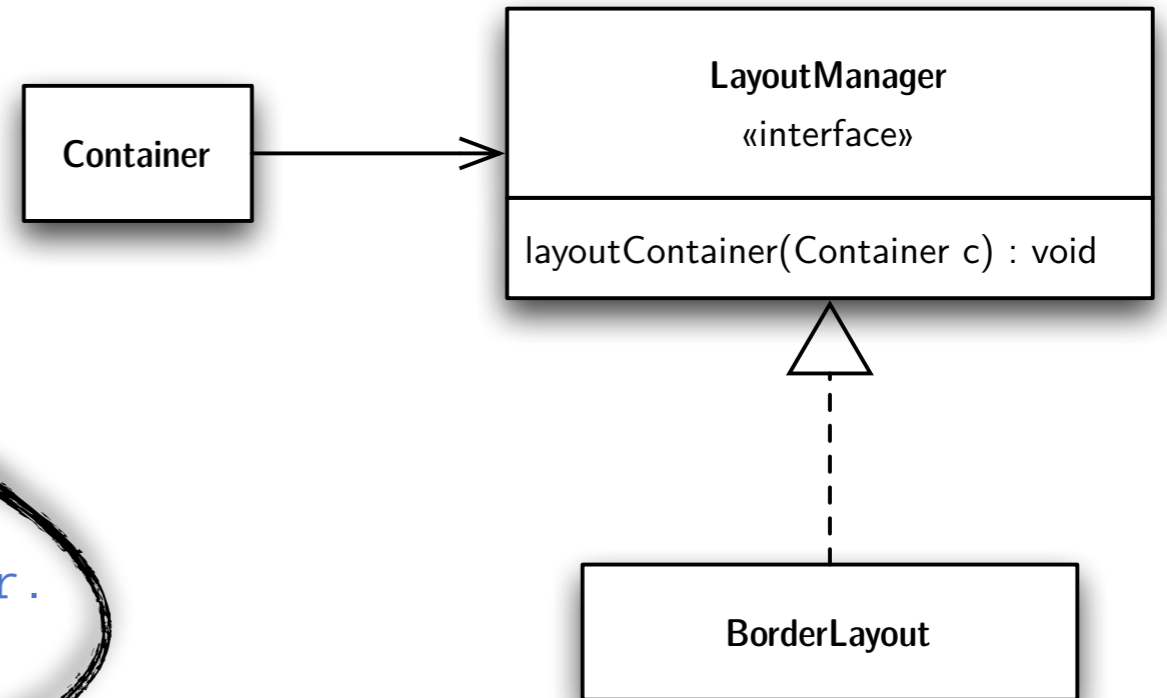 LayoutManager
«interface»
Container
layoutContainer(Container c) : void
r.
BorderLayout